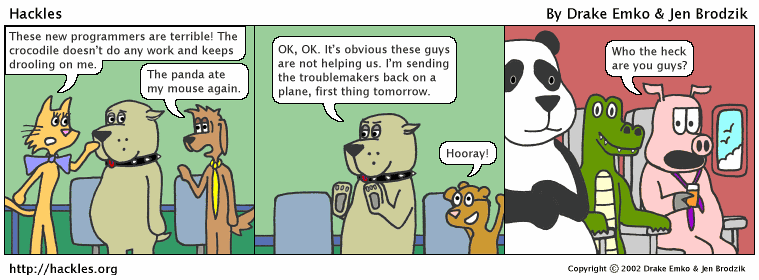 Hackles
By Drake Emko & Jen Brodzik
These new programmers are terrible! The
crocodile doesn't do any work and keeps
drooling on me.
The panda ate
my mouse again.
OK, OK. It's obvious these guys
are not helping us. I'm sending
the troublemakers back on a
plane, first thing tomorrow.
Hooray!
Who the heck
are you guys?
http://hackles.org
Copyright © 2002 Drake Emko & Jen Brodzik